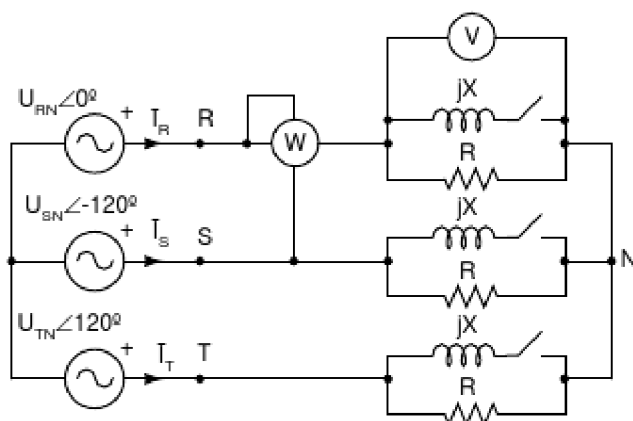 V
U_RN∠0º
+
I_R
R
W
jX
R
U_SN∠-120º
+
I_S
S
jX
R
N
U_TN∠120º
+
I_T
T
jX
R